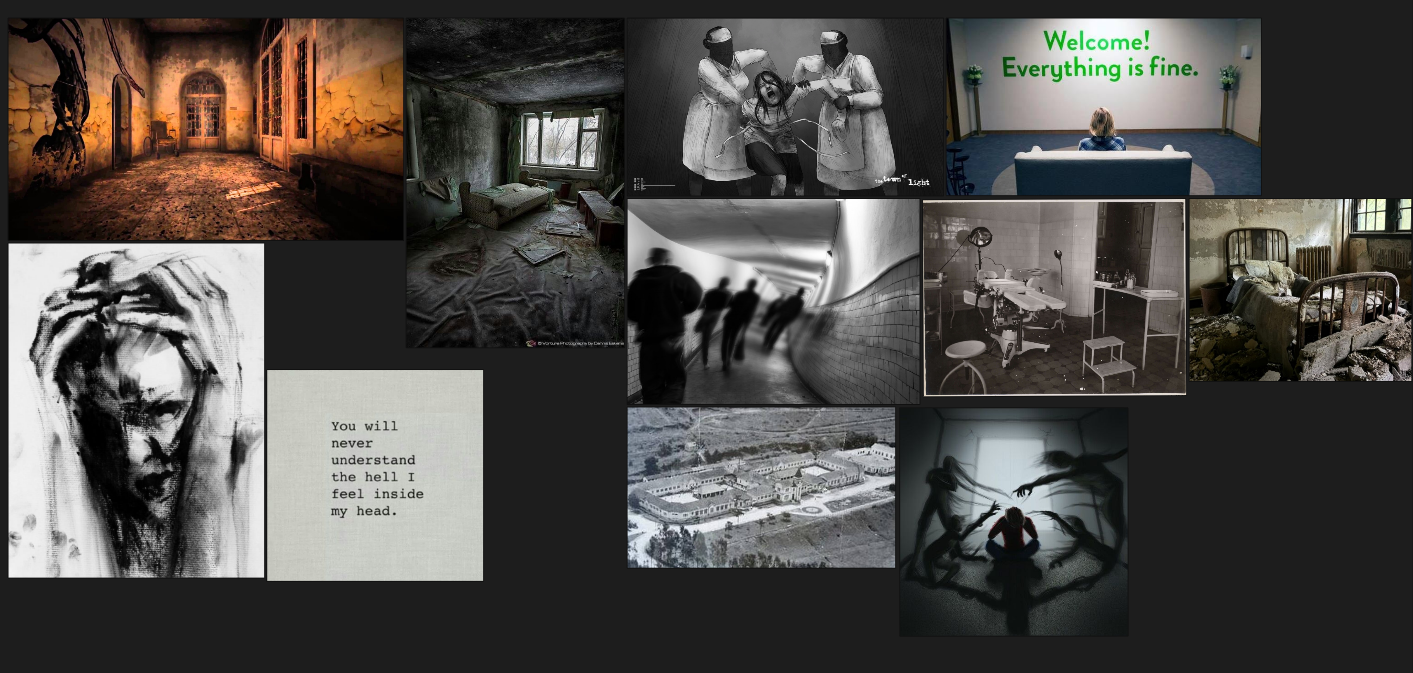 Welcome!
Everything is fine.
the town of light
You will
never
understand
the hell I
feel inside
my head.